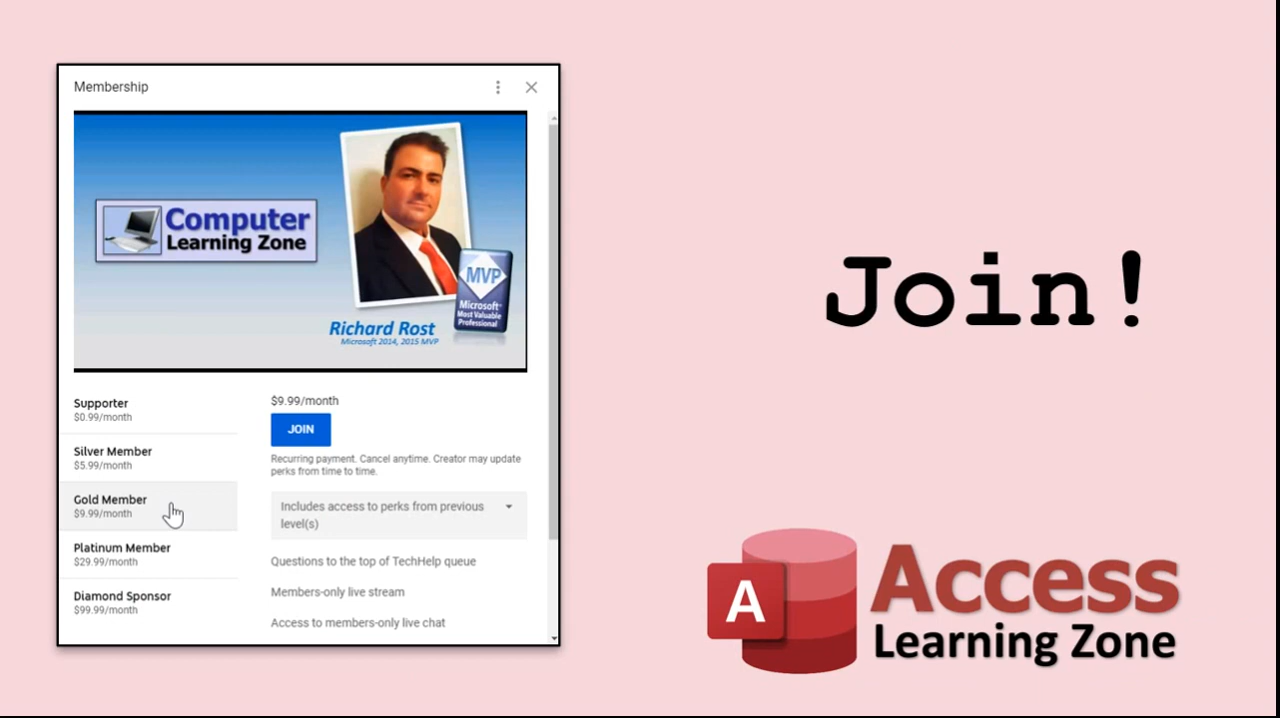 Membership
Computer
Learning Zone
MVP
Microsoft®
Most Valuable
Professional
Richard Rost
Microsoft 2014, 2015 MVP
Supporter
$0.99/month
Silver Member
$5.99/month
Gold Member
$9.99/month
Platinum Member
$29.99/month
Diamond Sponsor
$99.99/month
$9.99/month
JOIN
Recurring payment. Cancel anytime. Creator may update
perks from time to time.
Includes access to perks from previous
level(s)
Questions to the top of TechHelp queue
Members-only live stream
Access to members-only live chat
Join!
A
Access
Learning Zone